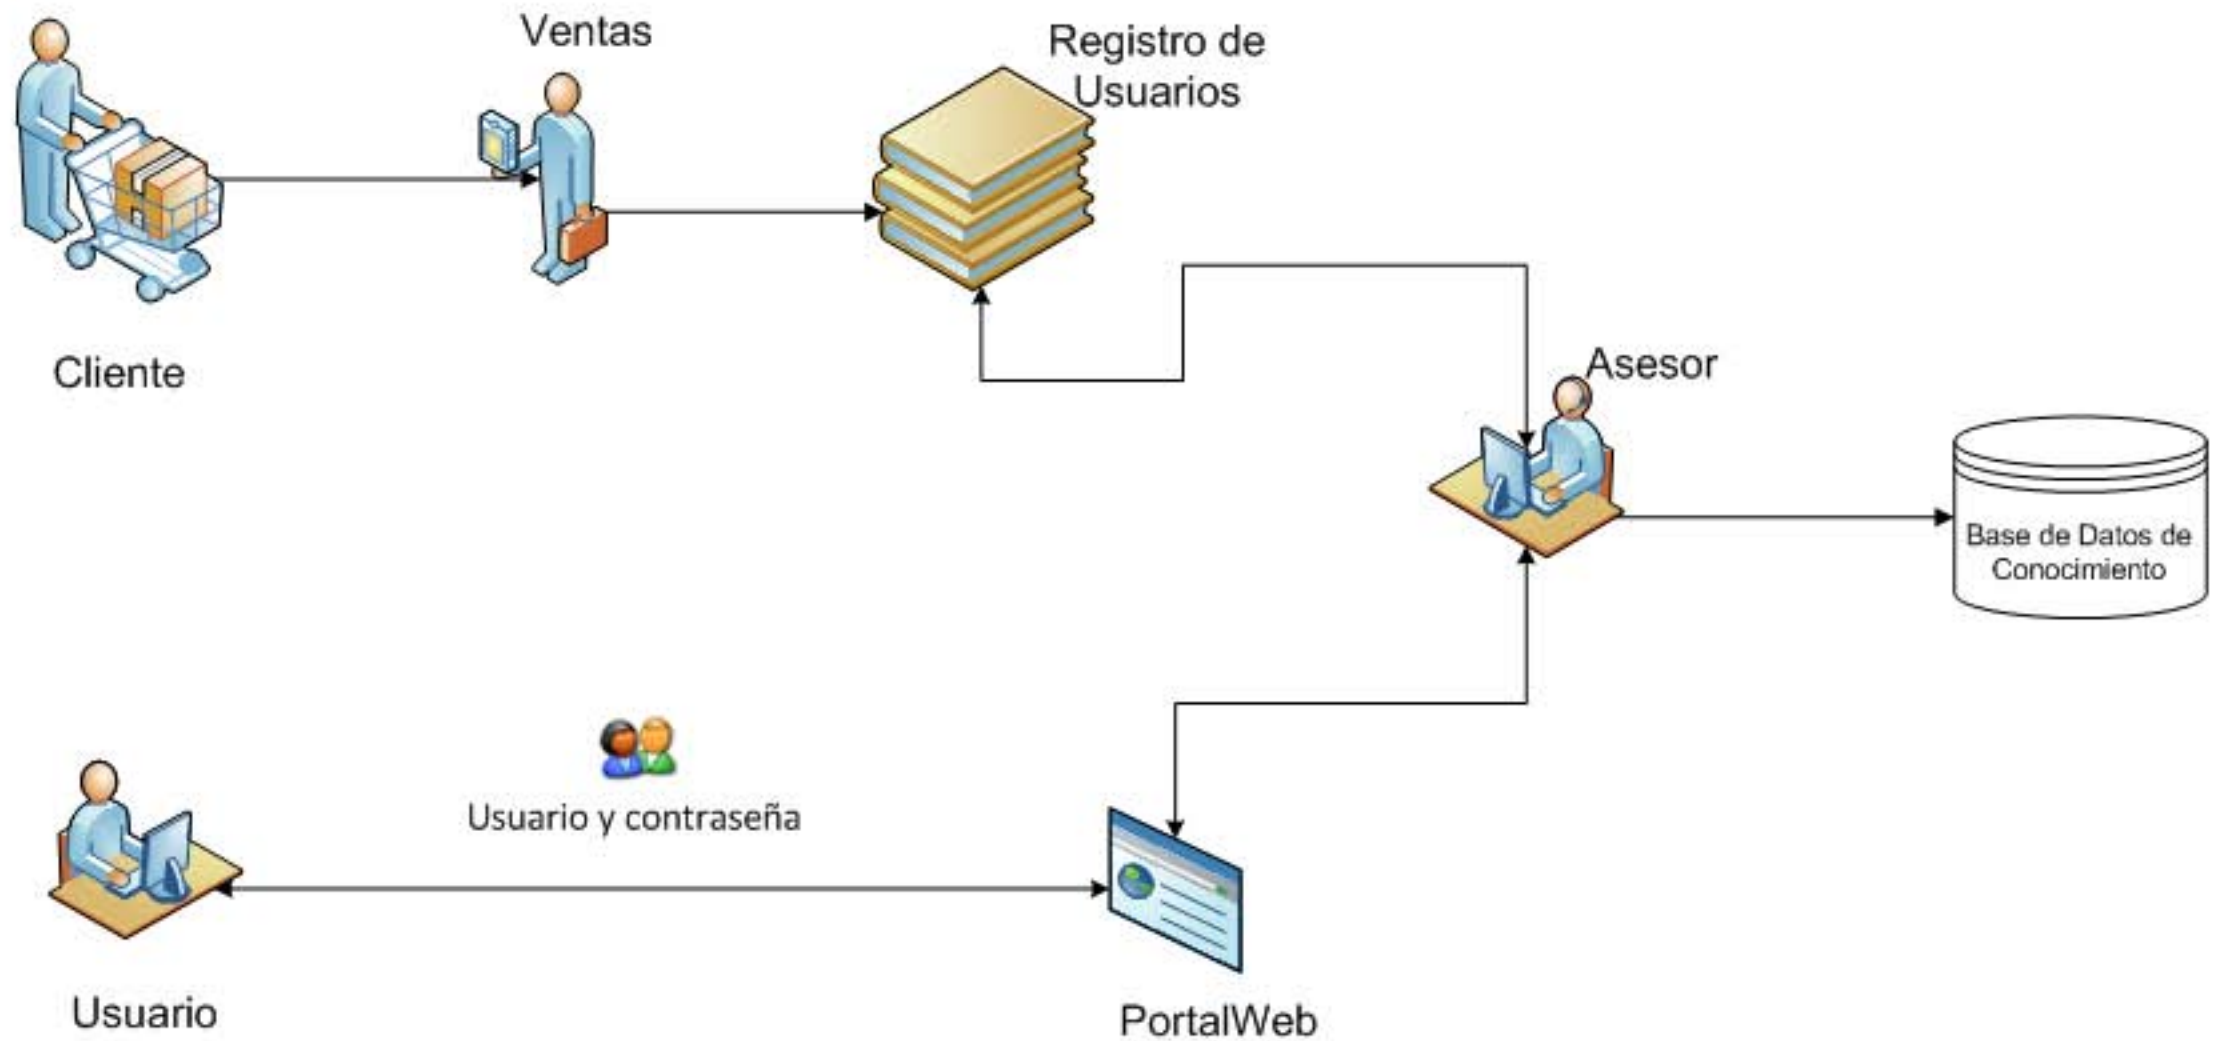 Ventas
Registro de
Usuarios
Cliente
Asesor
Base de Datos de
Conocimiento
Usuario y contraseña
Usuario
PortalWeb